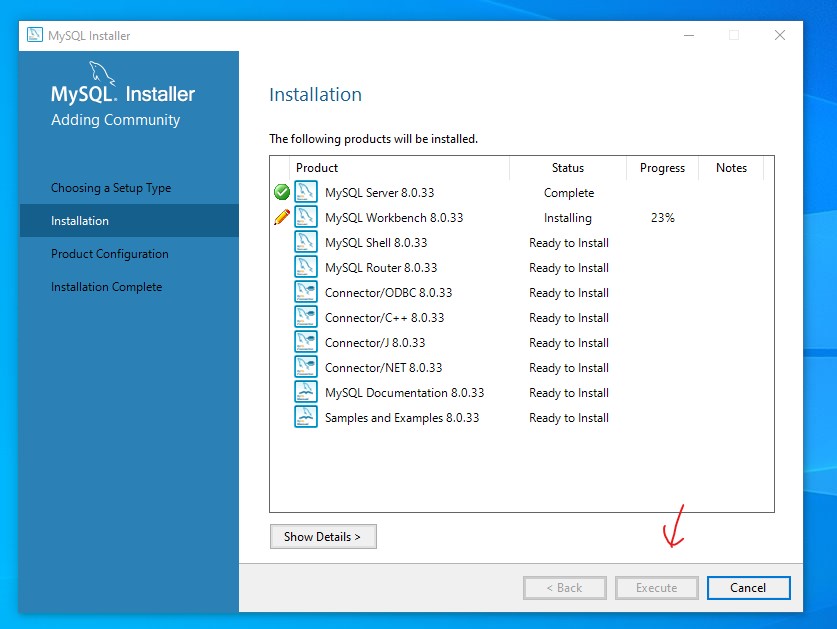 MySQL Installer
MySQL. Installer
Adding Community
Choosing a Setup Type
Installation
Product Configuration
Installation Complete
Installation
The following products will be installed.
Product Status Progress Notes
MySQL Server 8.0.33 Complete
MySQL Workbench 8.0.33 Installing 23%
MySQL Shell 8.0.33 Ready to Install
MySQL Router 8.0.33 Ready to Install
Connector/ODBC 8.0.33 Ready to Install
Connector/C++ 8.0.33 Ready to Install
Connector/J 8.0.33 Ready to Install
Connector/NET 8.0.33 Ready to Install
MySQL Documentation 8.0.33 Ready to Install
Samples and Examples 8.0.33 Ready to Install
Show Details >
< Back Execute Cancel